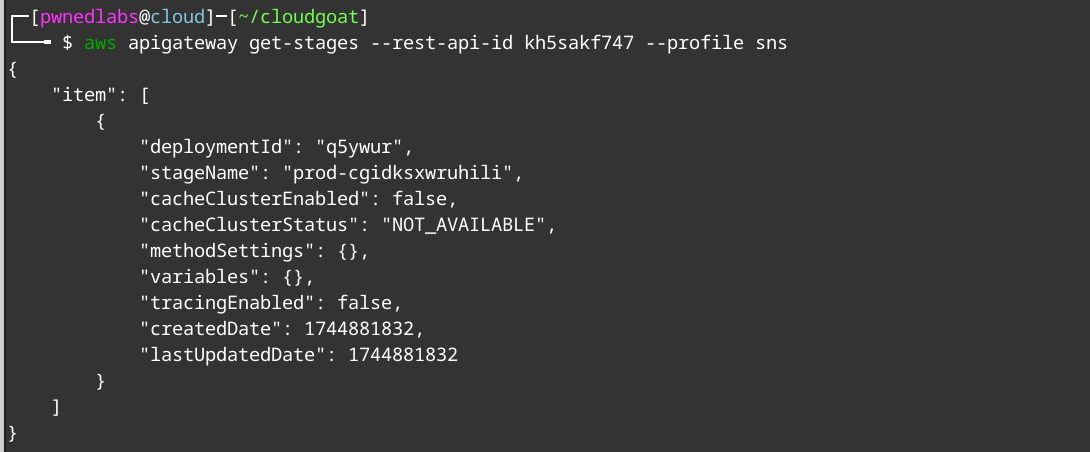 ┌─[pwnedlabs@cloud]─[~/cloudgoat]
└──╼ $ aws apigateway get-stages --rest-api-id kh5sakf747 --profile sns
{
    "item": [
        {
            "deploymentId": "q5ywur",
            "stageName": "prod-cgidksxwruhili",
            "cacheClusterEnabled": false,
            "cacheClusterStatus": "NOT_AVAILABLE",
            "methodSettings": {},
            "variables": {},
            "tracingEnabled": false,
            "createdDate": 1744881832,
            "lastUpdatedDate": 1744881832
        }
    ]
}